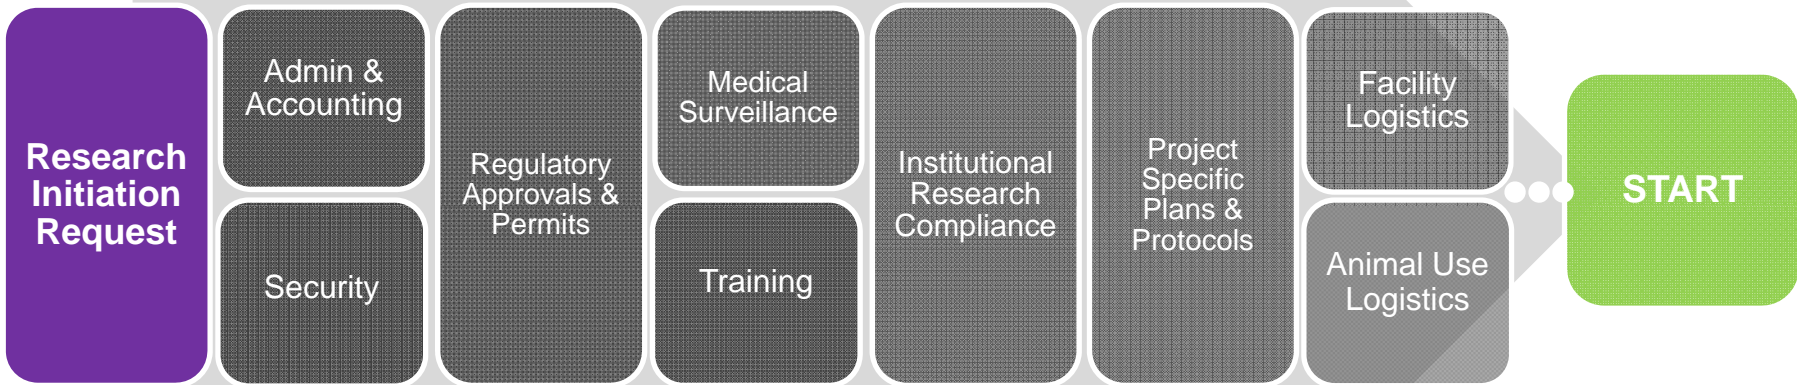 Research
Initiation
Request
Admin &
Accounting
Security
Regulatory
Approvals &
Permits
Medical
Surveillance
Training
Institutional
Research
Compliance
Project
Specific
Plans &
Protocols
Facility
Logistics
Animal Use
Logistics
START